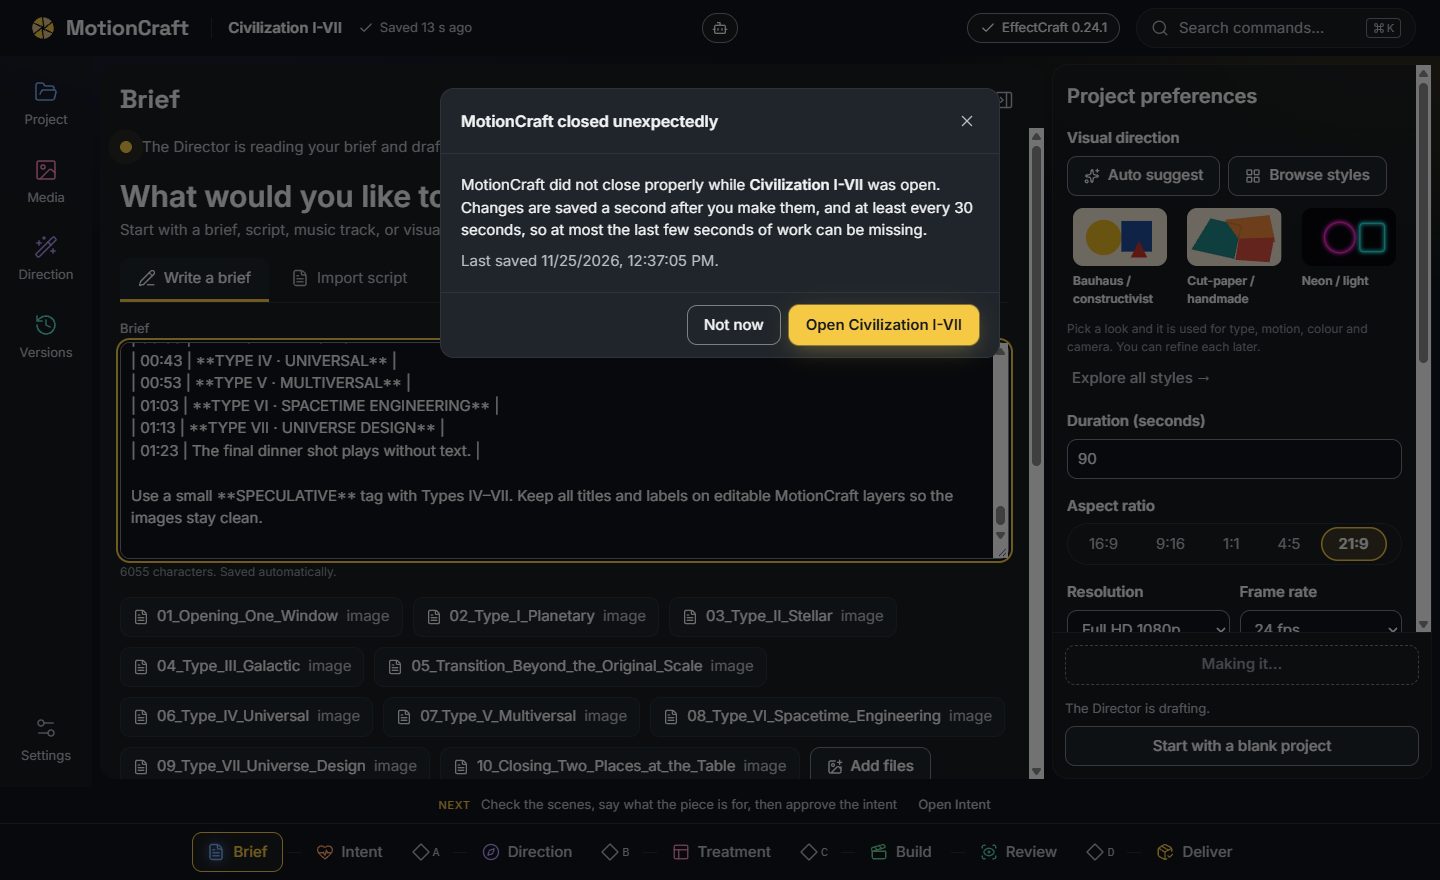 MotionCraft
Civilization I-VII
Saved 13 s ago
EffectCraft 0.24.1
Search commands...
⌘K
Project
Media
Direction
Versions
Settings
Brief
The Director is reading your brief and draf
What would you like to
Start with a brief, script, music track, or visua
Write a brief
Import script
Brief
| 00:43 | **TYPE IV · UNIVERSAL** |
| 00:53 | **TYPE V · MULTIVERSAL** |
| 01:03 | **TYPE VI · SPACETIME ENGINEERING** |
| 01:13 | **TYPE VII · UNIVERSE DESIGN** |
| 01:23 | The final dinner shot plays without text. |
Use a small **SPECULATIVE** tag with Types IV–VII. Keep all titles and labels on editable MotionCraft layers so the
images stay clean.
6055 characters. Saved automatically.
01_Opening_One_Window image
02_Type_I_Planetary image
03_Type_II_Stellar image
04_Type_III_Galactic image
05_Transition_Beyond_the_Original_Scale image
06_Type_IV_Universal image
07_Type_V_Multiversal image
08_Type_VI_Spacetime_Engineering image
09_Type_VII_Universe_Design image
10_Closing_Two_Places_at_the_Table image
Add files
MotionCraft closed unexpectedly
MotionCraft did not close properly while Civilization I-VII was open.
Changes are saved a second after you make them, and at least every 30
seconds, so at most the last few seconds of work can be missing.
Last saved 11/25/2026, 12:37:05 PM.
Not now
Open Civilization I-VII
Project preferences
Visual direction
Auto suggest
Browse styles
Bauhaus /
constructivist
Cut-paper /
handmade
Neon / light
Pick a look and it is used for type, motion, colour and
camera. You can refine each later.
Explore all styles →
Duration (seconds)
90
Aspect ratio
16:9
9:16
1:1
4:5
21:9
Resolution
Frame rate
Full HD 1080p
24 fps
Making it...
The Director is drafting.
Start with a blank project
NEXT Check the scenes, say what the piece is for, then approve the intent Open Intent
Brief
Intent
A
Direction
B
Treatment
C
Build
Review
D
Deliver